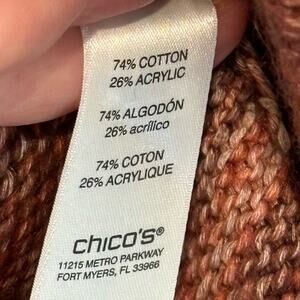 74% COTTON
26% ACRYLIC
74% ALGODÓN
26% acrílico
74% COTON
26% ACRYLIQUE
chico's®
11215 METRO PARKWAY
FORT MYERS, FL 33966